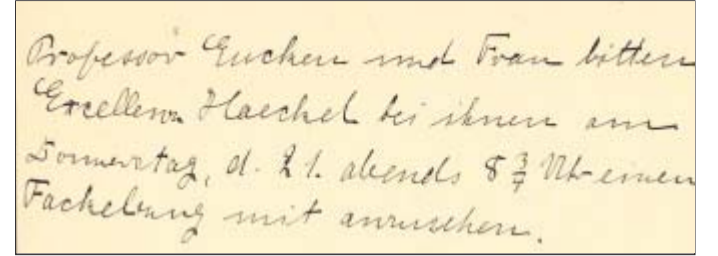 Professor Eucken und Frau bitten
Excellenz Haeckel bei ihnen am
Donnerstag, d. 21. abends 8 3/4 Uhr einen
Fackelzug mit anzusehen.